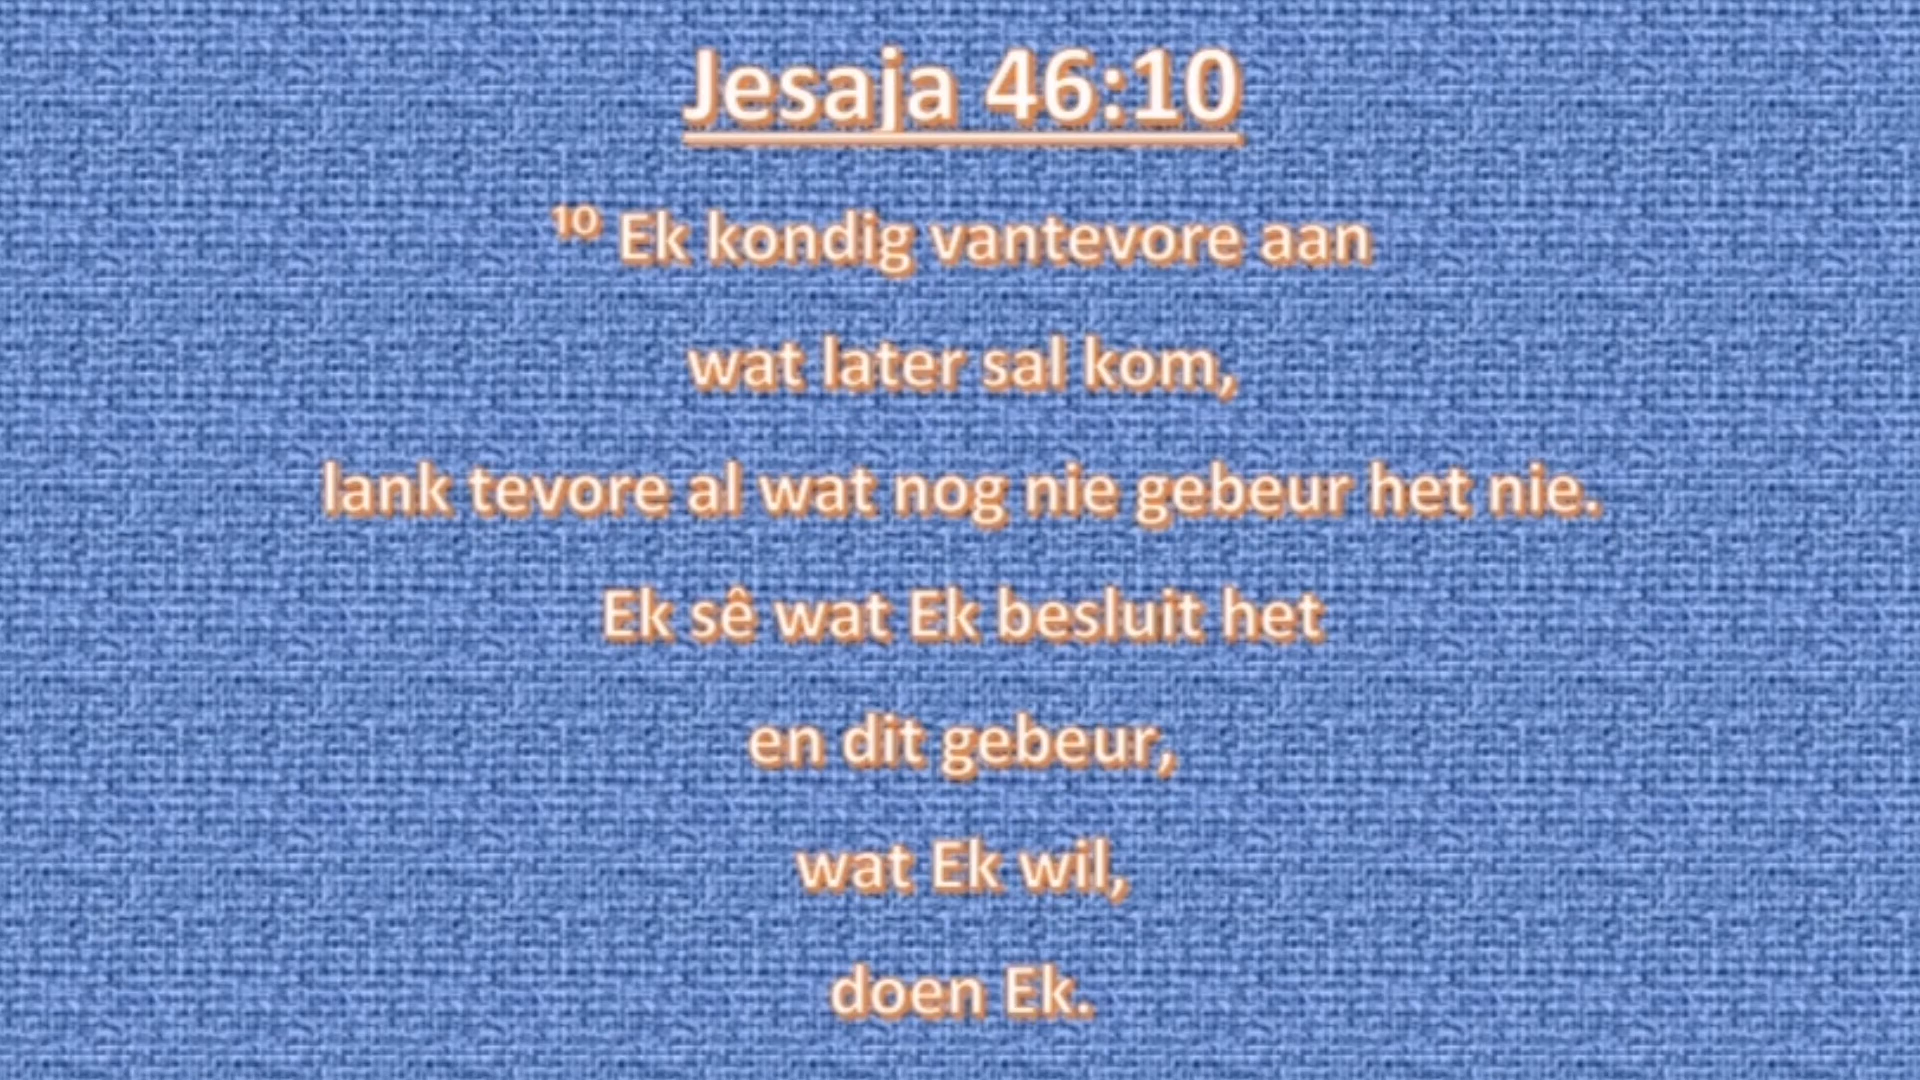 Jesaja 46:10
¹⁰ Ek kondig vantevore aan
wat later sal kom,
lank tevore al wat nog nie gebeur het nie.
Ek sê wat Ek besluit het
en dit gebeur,
wat Ek wil,
doen Ek.